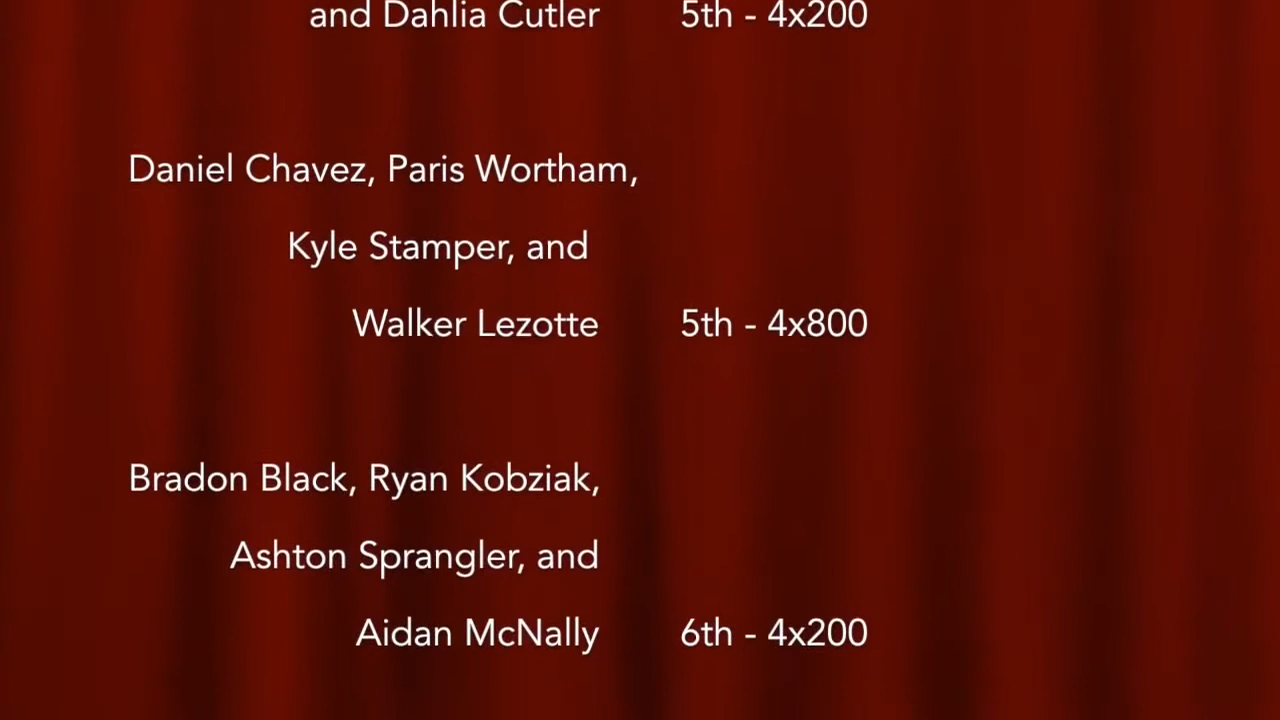 and Dahlia Cutler 5th - 4x200
Daniel Chavez, Paris Wortham,
Kyle Stamper, and
Walker Lezotte 5th - 4x800
Bradon Black, Ryan Kobziak,
Ashton Sprangler, and
Aidan McNally 6th - 4x200